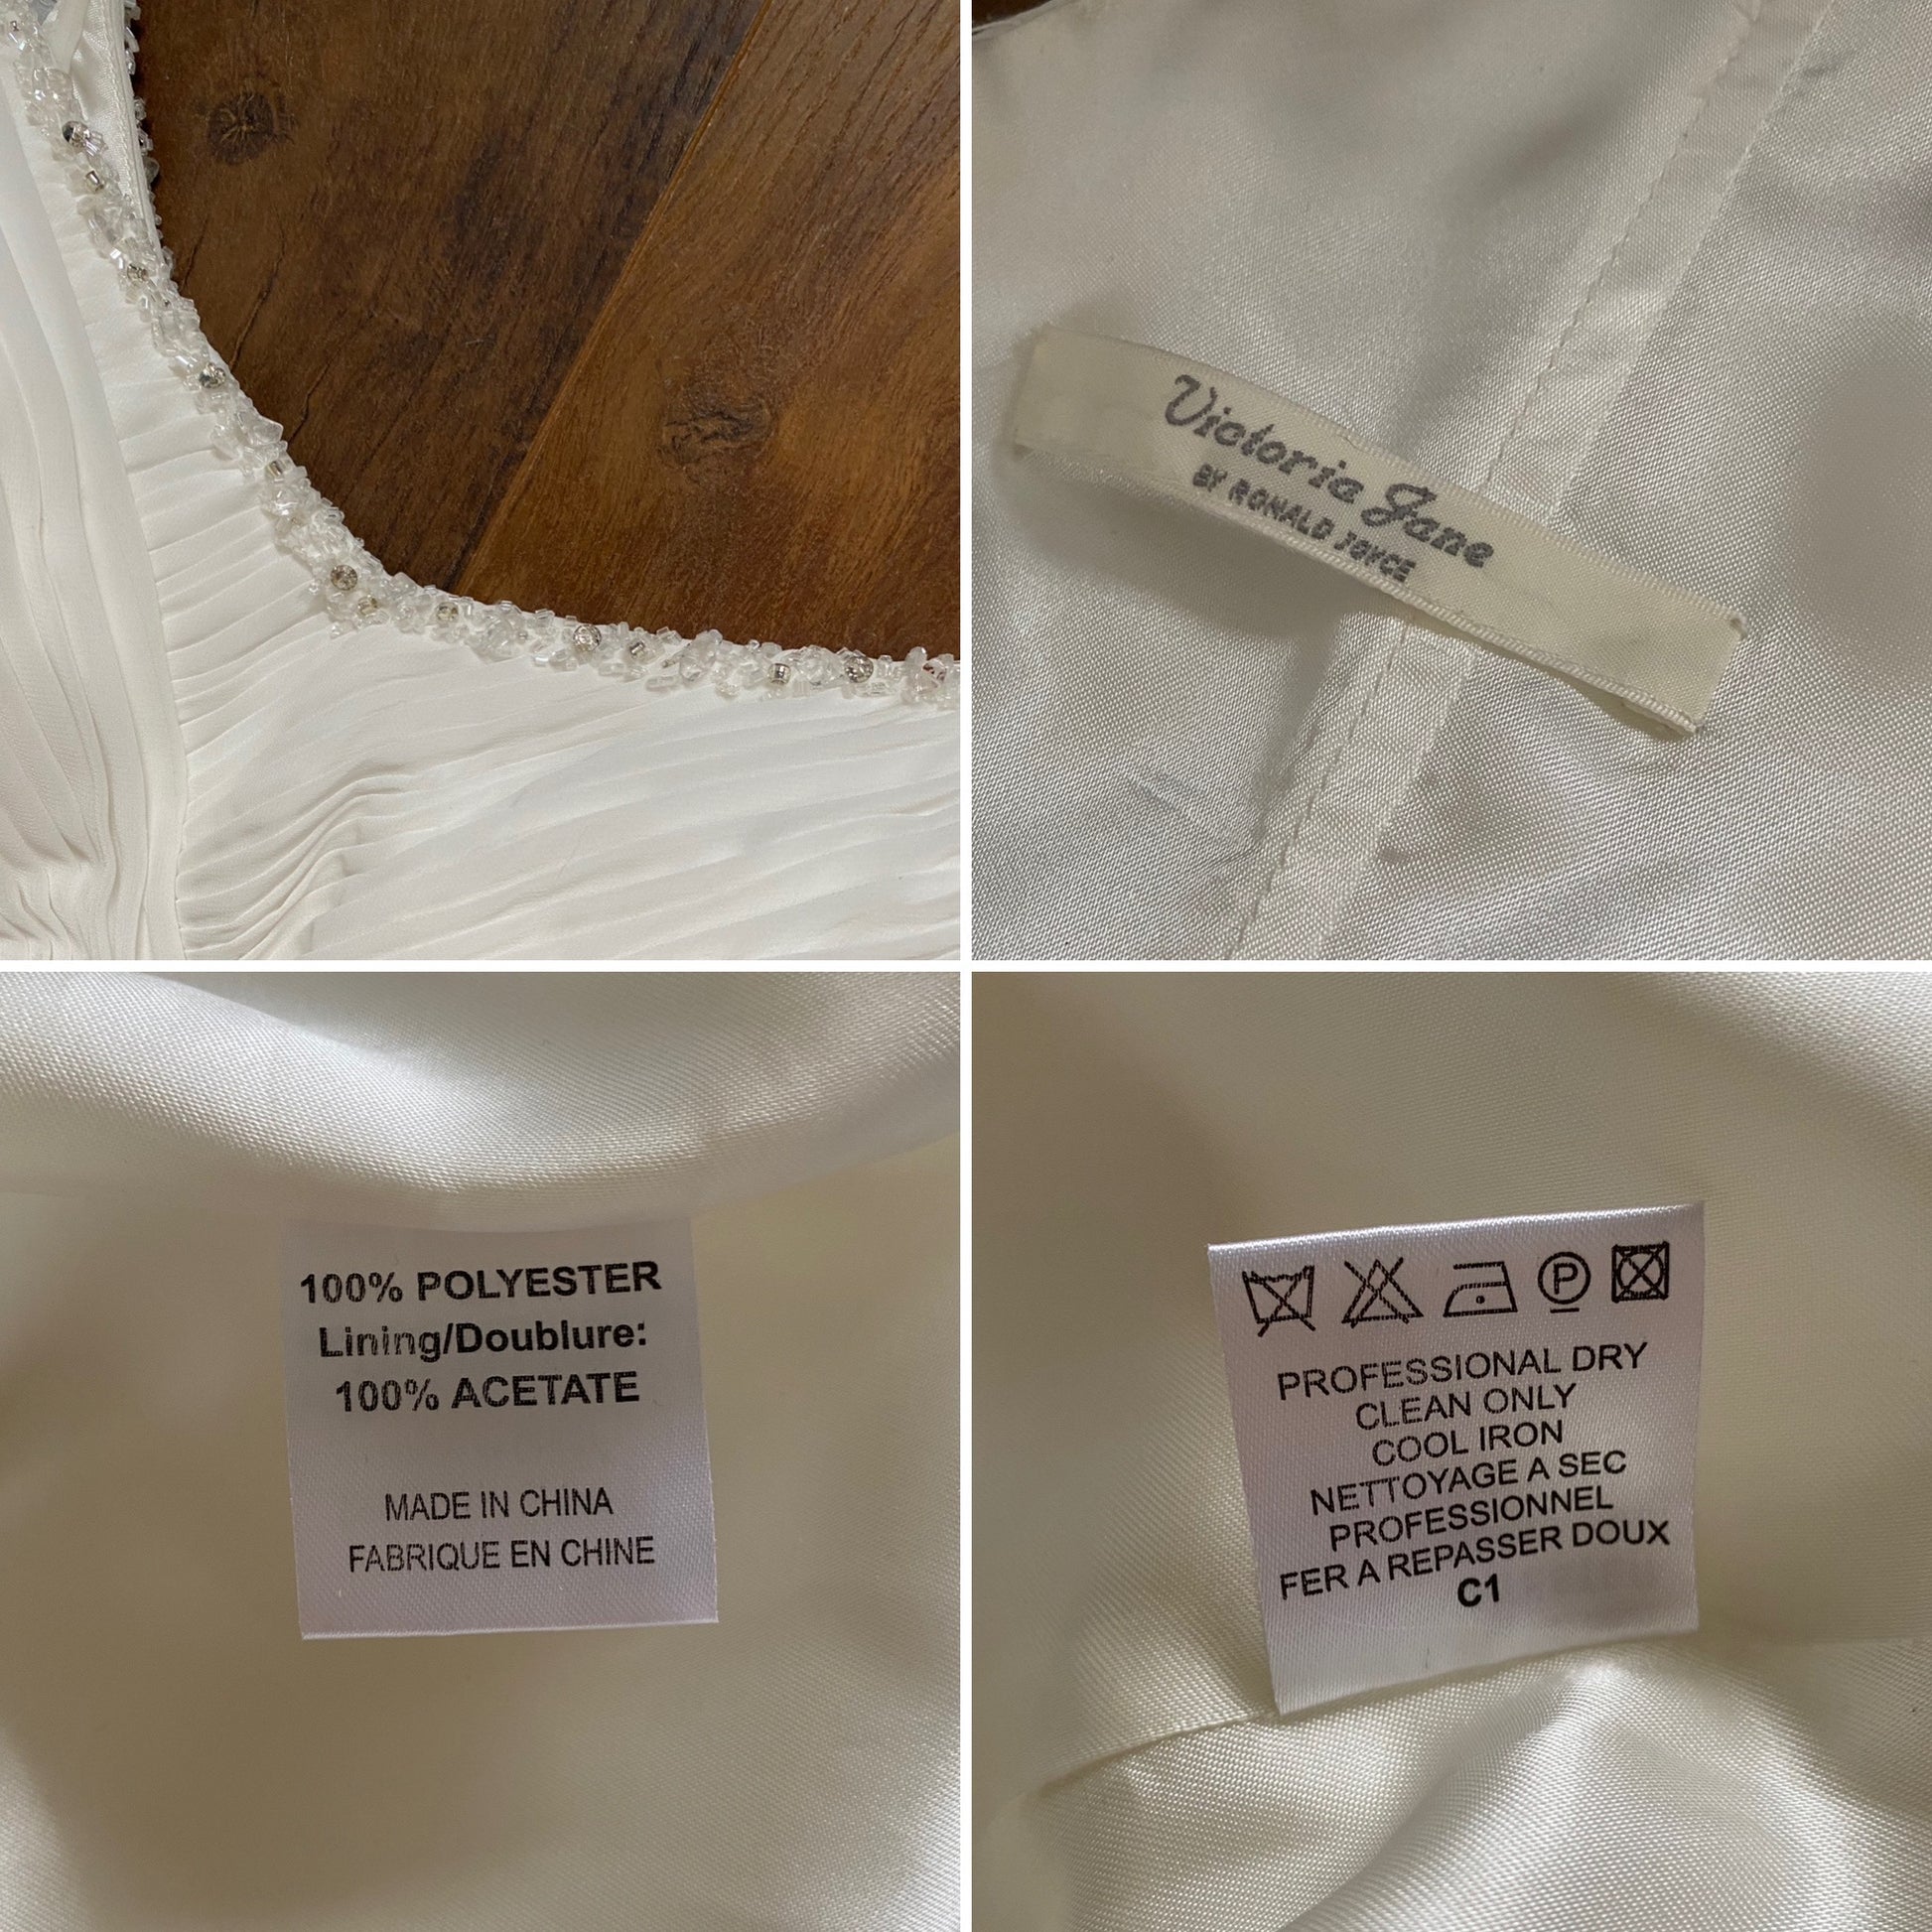 Victoria Jane
BY RONALD JOYCE
100% POLYESTER
Lining/Doublure:
100% ACETATE
MADE IN CHINA
FABRIQUE EN CHINE
P
PROFESSIONAL DRY
CLEAN ONLY
COOL IRON
NETTOYAGE A SEC
PROFESSIONNEL
FER A REPASSER DOUX
C1